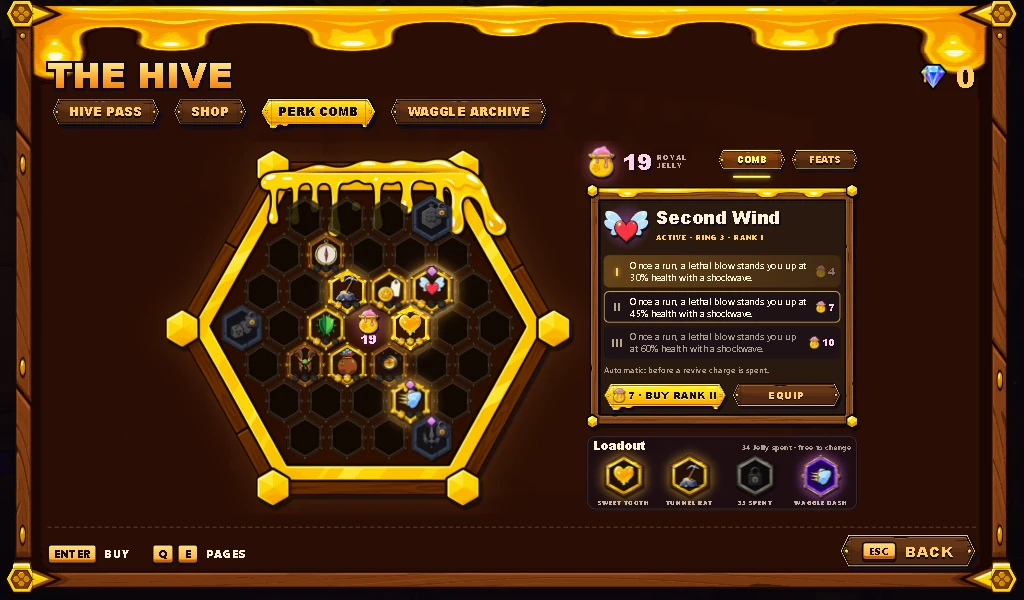 THE HIVE
0
HIVE PASS
SHOP
PERK COMB
WAGGLE ARCHIVE
19 ROYAL JELLY
COMB
FEATS
Second Wind
ACTIVE · RING 3 · RANK I
I Once a run, a lethal blow stands you up at 30% health with a shockwave. 4
II Once a run, a lethal blow stands you up at 45% health with a shockwave. 7
III Once a run, a lethal blow stands you up at 60% health with a shockwave. 10
Automatic: before a revive charge is spent.
7 · BUY RANK II
EQUIP
19
Loadout
34 Jelly spent · free to change
SWEET TOOTH
TUNNEL RAT
35 SPENT
WAGGLE DASH
ENTER BUY
Q E PAGES
ESC BACK